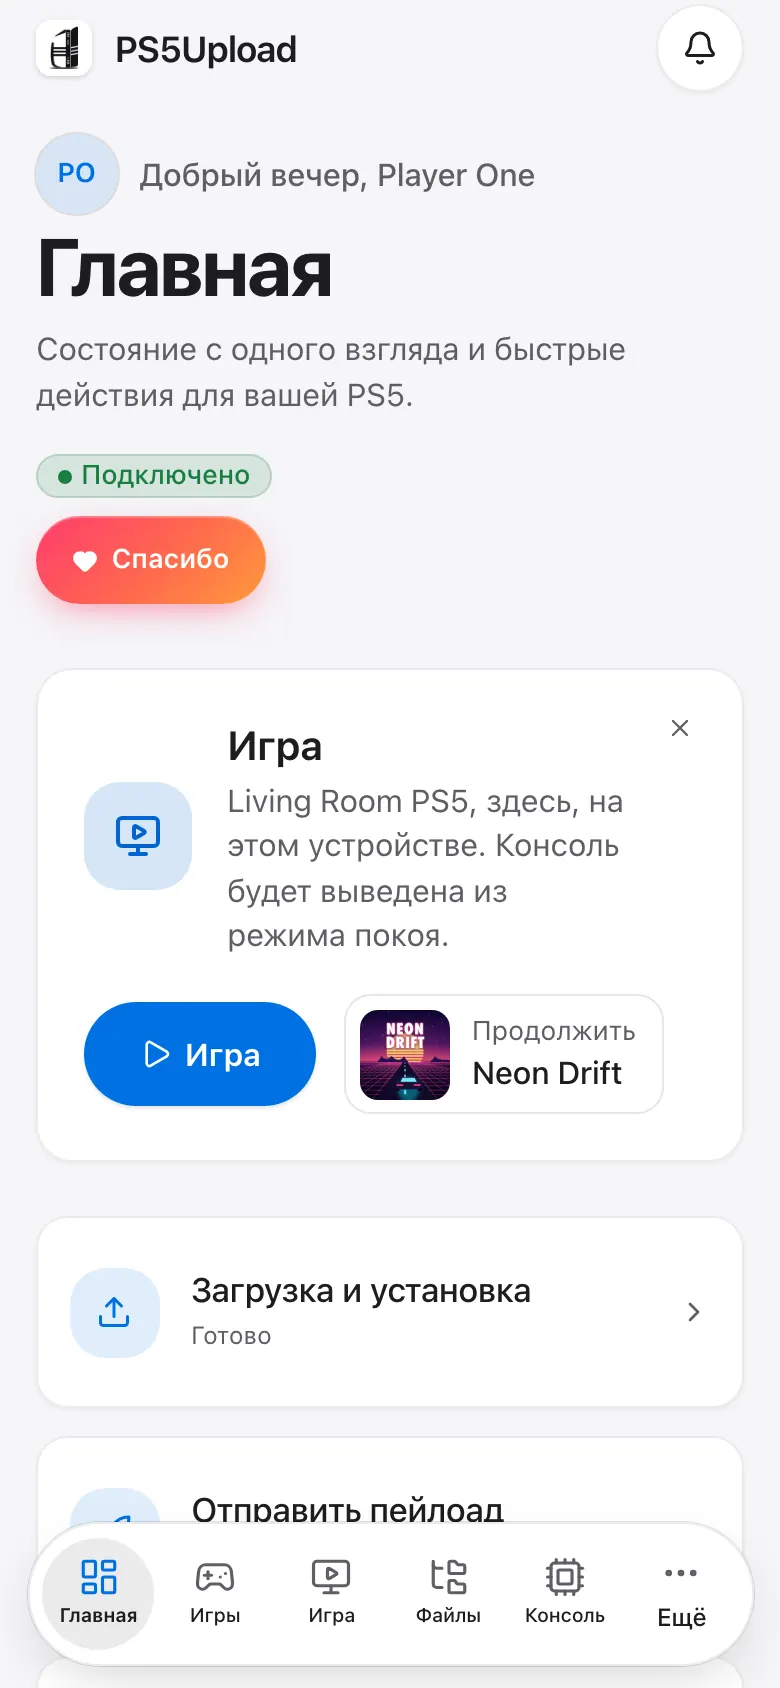 PS5Upload
PO
Добрый вечер, Player One
Главная
Состояние с одного взгляда и быстрые
действия для вашей PS5.
Подключено
Спасибо
Игра
Living Room PS5, здесь, на
этом устройстве. Консоль
будет выведена из
режима покоя.
Игра
NEON
DRIFT
Продолжить
Neon Drift
Загрузка и установка
Готово
Отправить пейлоад
Главная
Игры
Игра
Файлы
Консоль
Ещё